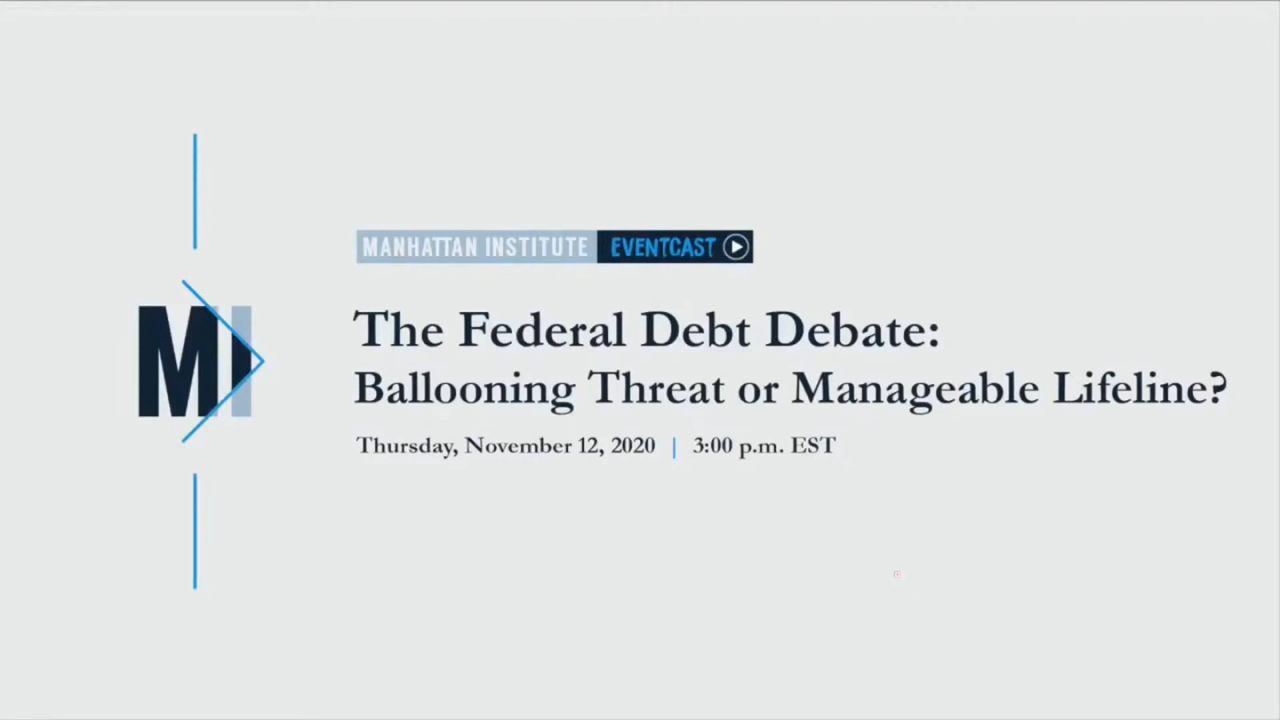 MANHATTAN INSTITUTE EVENTCAST
MI
The Federal Debt Debate:
Ballooning Threat or Manageable Lifeline?
Thursday, November 12, 2020 | 3:00 p.m. EST